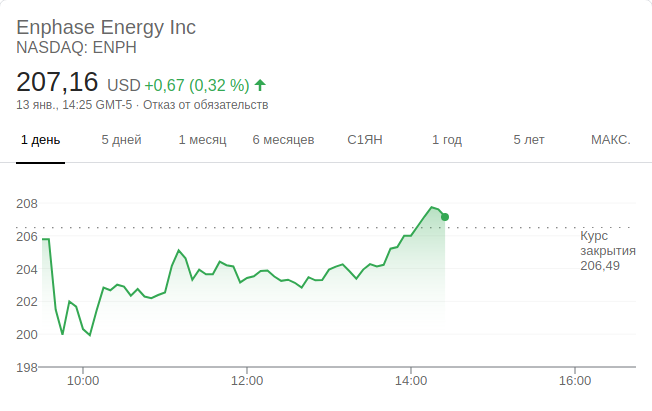 Enphase Energy Inc
NASDAQ: ENPH
207,16 USD +0,67 (0,32 %)
13 янв., 14:25 GMT-5 · Отказ от обязательств
1 день 5 дней 1 месяц 6 месяцев С1ЯН 1 год 5 лет МАКС.
208
206
204
202
200
198
Курс
закрытия
206,49
10:00 12:00 14:00 16:00